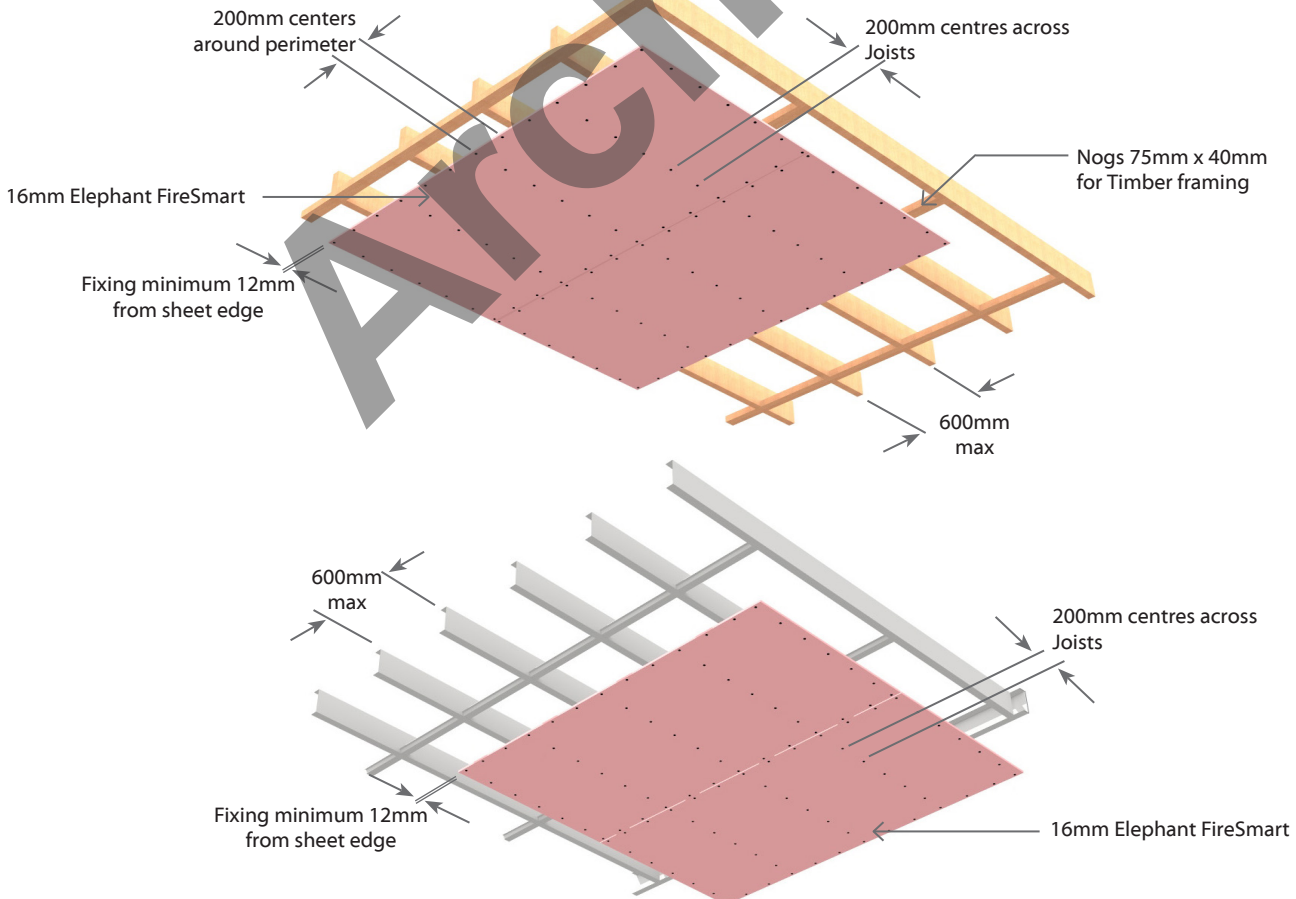 200mm centers
around perimeter
200mm centres across
Joists
Nogs 75mm x 40mm
for Timber framing
16mm Elephant FireSmart
Fixing minimum 12mm
from sheet edge
600mm
max
600mm
max
200mm centres across
Joists
Fixing minimum 12mm
from sheet edge
16mm Elephant FireSmart